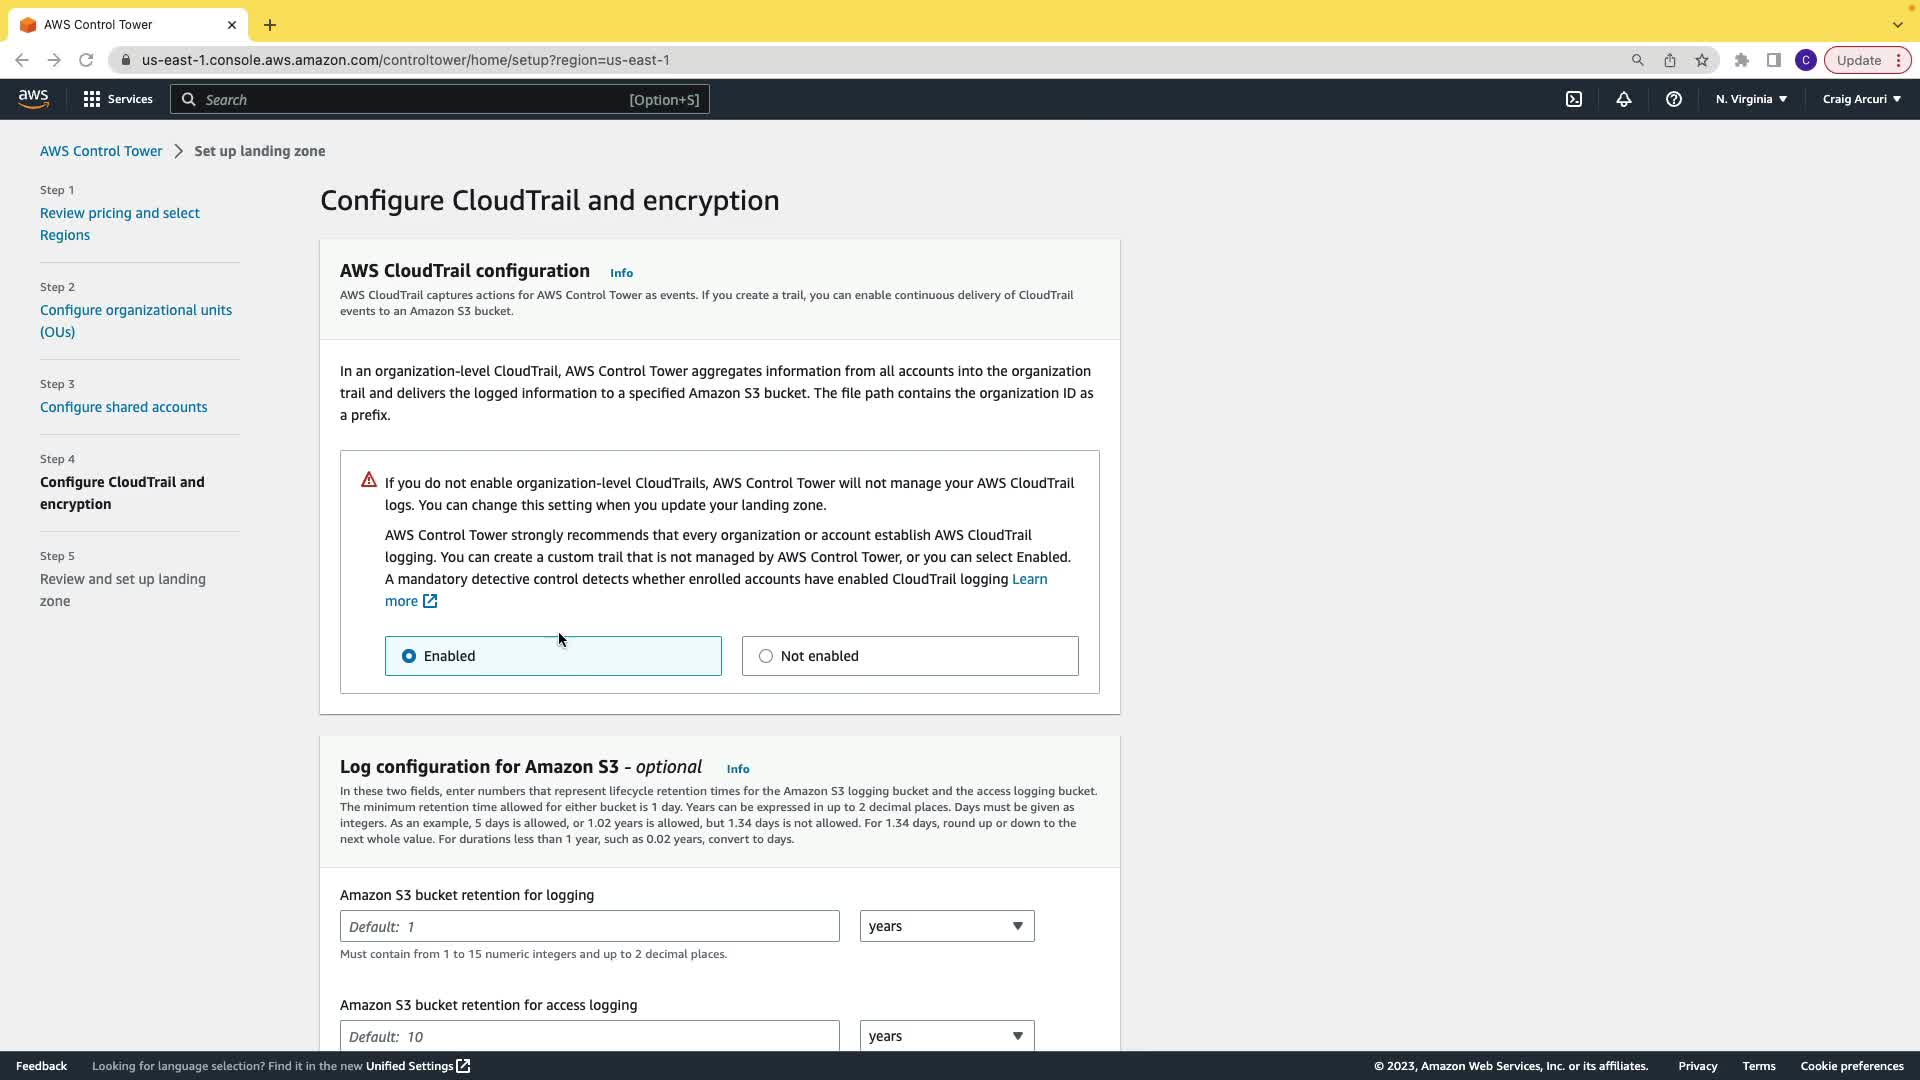 AWS Control Tower
us-east-1.console.aws.amazon.com/controltower/home/setup?region=us-east-1
C
Update
aws
Services
Search
[Option+S]
N. Virginia
Craig Arcuri
AWS Control Tower
Set up landing zone
Step 1
Review pricing and select
Regions
Step 2
Configure organizational units
(OUs)
Step 3
Configure shared accounts
Step 4
Configure CloudTrail and
encryption
Step 5
Review and set up landing
zone
Configure CloudTrail and encryption
AWS CloudTrail configuration Info
AWS CloudTrail captures actions for AWS Control Tower as events. If you create a trail, you can enable continuous delivery of CloudTrail
events to an Amazon S3 bucket.
In an organization-level CloudTrail, AWS Control Tower aggregates information from all accounts into the organization
trail and delivers the logged information to a specified Amazon S3 bucket. The file path contains the organization ID as
a prefix.
If you do not enable organization-level CloudTrails, AWS Control Tower will not manage your AWS CloudTrail
logs. You can change this setting when you update your landing zone.
AWS Control Tower strongly recommends that every organization or account establish AWS CloudTrail
logging. You can create a custom trail that is not managed by AWS Control Tower, or you can select Enabled.
A mandatory detective control detects whether enrolled accounts have enabled CloudTrail logging Learn
more
Enabled
Not enabled
Log configuration for Amazon S3 - optional Info
In these two fields, enter numbers that represent lifecycle retention times for the Amazon S3 logging bucket and the access logging bucket.
The minimum retention time allowed for either bucket is 1 day. Years can be expressed in up to 2 decimal places. Days must be given as
integers. As an example, 5 days is allowed, or 1.02 years is allowed, but 1.34 days is not allowed. For 1.34 days, round up or down to the
next whole value. For durations less than 1 year, such as 0.02 years, convert to days.
Amazon S3 bucket retention for logging
Default: 1
years
Must contain from 1 to 15 numeric integers and up to 2 decimal places.
Amazon S3 bucket retention for access logging
Default: 10
years
Feedback
Looking for language selection? Find it in the new Unified Settings
© 2023, Amazon Web Services, Inc. or its affiliates.
Privacy
Terms
Cookie preferences